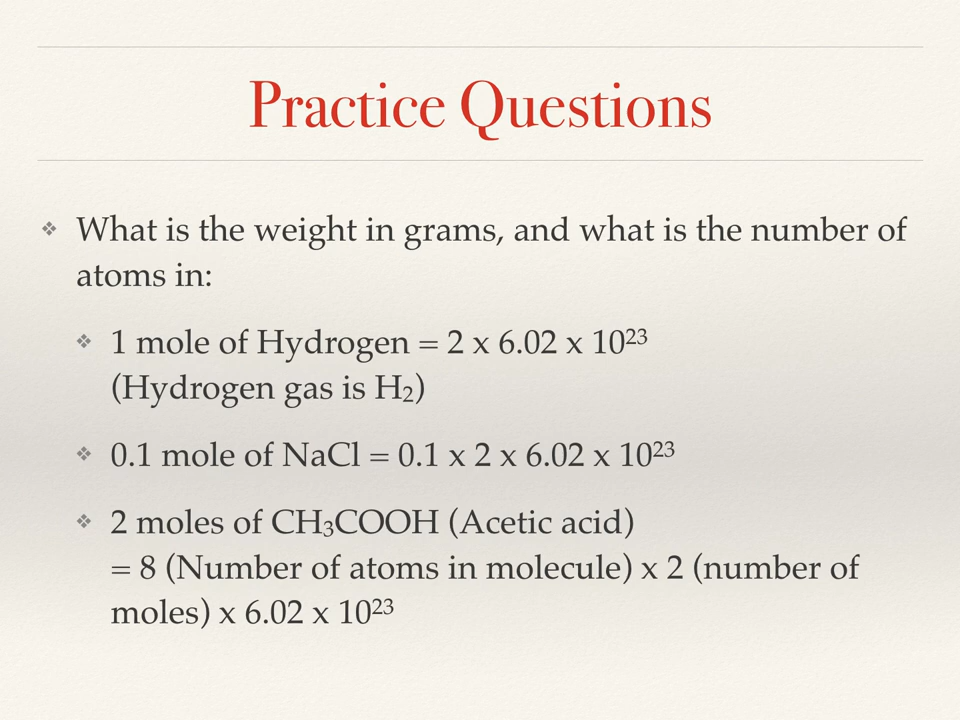 Practice Questions
❖ What is the weight in grams, and what is the number of
atoms in:
❖ 1 mole of Hydrogen = 2 x 6.02 x 10²³
(Hydrogen gas is H₂)
❖ 0.1 mole of NaCl = 0.1 x 2 x 6.02 x 10²³
❖ 2 moles of CH₃COOH (Acetic acid)
= 8 (Number of atoms in molecule) x 2 (number of
moles) x 6.02 x 10²³